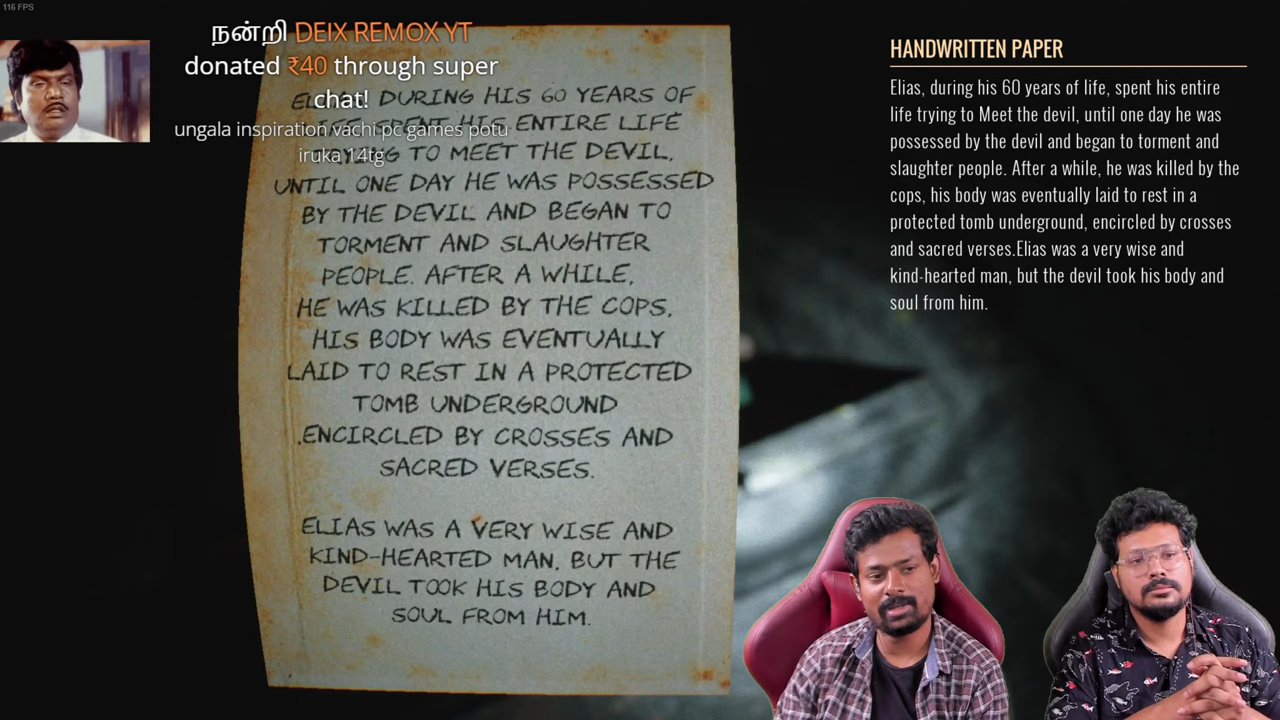 116 FPS
நன்றி DEIX REMOX YT
donated ₹40 through super
chat!
ungala inspiration vachi pc games potu
iruka 14tg
DURING HIS 60 YEARS OF
SPENT HIS ENTIRE LIFE
TO MEET THE DEVIL,
UNTIL ONE DAY HE WAS POSSESSED
BY THE DEVIL AND BEGAN TO
TORMENT AND SLAUGHTER
PEOPLE. AFTER A WHILE,
HE WAS KILLED BY THE COPS,
HIS BODY WAS EVENTUALLY
LAID TO REST IN A PROTECTED
TOMB UNDERGROUND
,ENCIRCLED BY CROSSES AND
SACRED VERSES.
ELIAS WAS A VERY WISE AND
KIND-HEARTED MAN, BUT THE
DEVIL TOOK HIS BODY AND
SOUL FROM HIM.
HANDWRITTEN PAPER
Elias, during his 60 years of life, spent his entire
life trying to Meet the devil, until one day he was
possessed by the devil and began to torment and
slaughter people. After a while, he was killed by the
cops, his body was eventually laid to rest in a
protected tomb underground, encircled by crosses
and sacred verses.Elias was a very wise and
kind-hearted man, but the devil took his body and
soul from him.